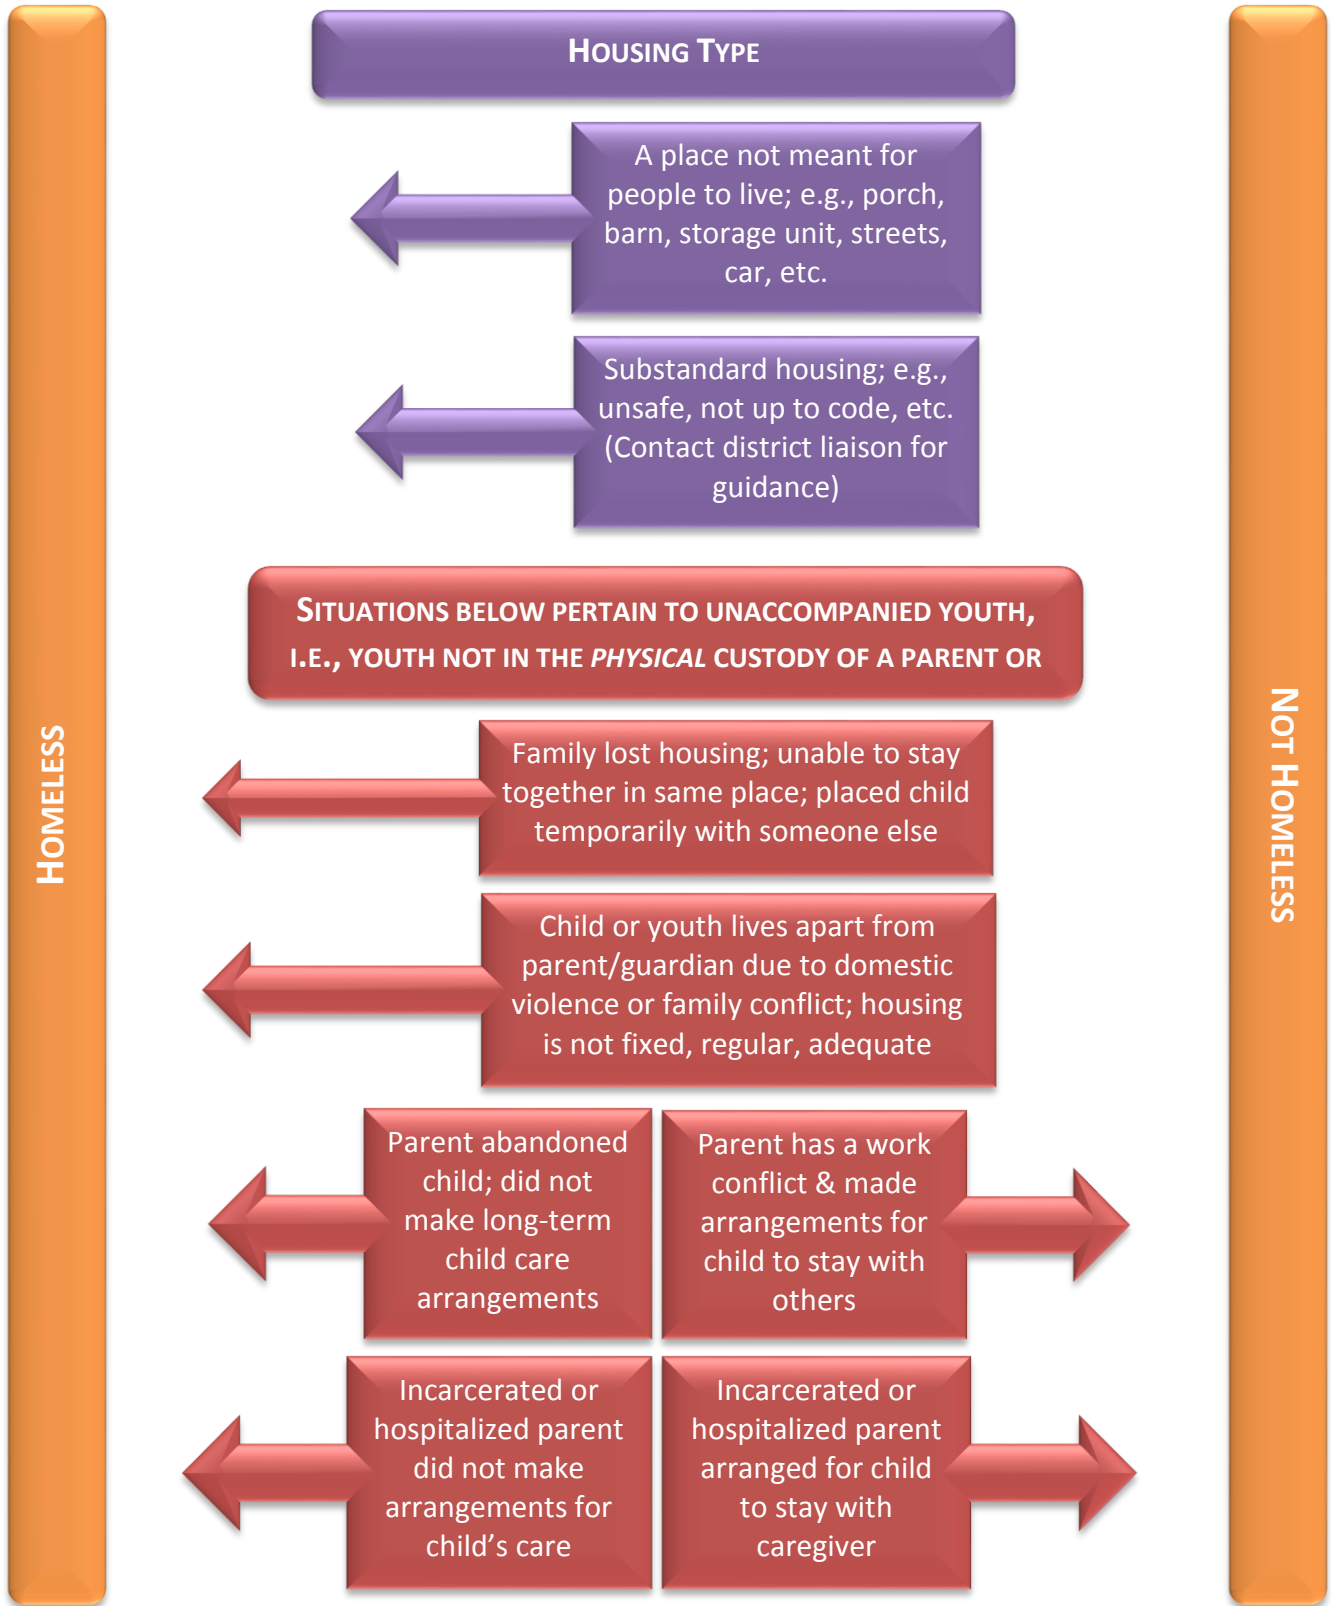 HOUSING TYPE
A place not meant for
people to live; e.g., porch,
barn, storage unit, streets,
car, etc.
Substandard housing; e.g.,
unsafe, not up to code, etc.
(Contact district liaison for
guidance)
SITUATIONS BELOW PERTAIN TO UNACCOMPANIED YOUTH,
I.E., YOUTH NOT IN THE PHYSICAL CUSTODY OF A PARENT OR
HOMELESS
NOT HOMELESS
Family lost housing; unable to stay
together in same place; placed child
temporarily with someone else
Child or youth lives apart from
parent/guardian due to domestic
violence or family conflict; housing
is not fixed, regular, adequate
Parent abandoned
child; did not
make long-term
child care
arrangements
Parent has a work
conflict & made
arrangements for
child to stay with
others
Incarcerated or
hospitalized parent
did not make
arrangements for
child’s care
Incarcerated or
hospitalized parent
arranged for child
to stay with
caregiver